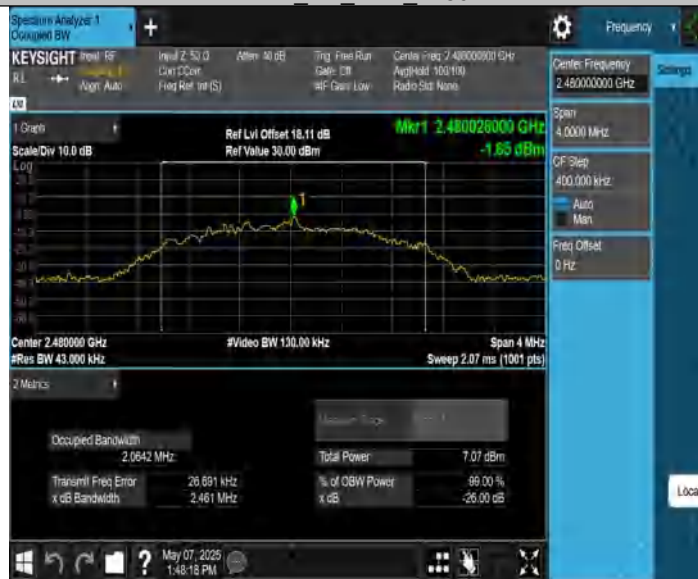 Spectrum Analyzer 1
Occupied BW
+
Frequency
KEYSIGHT Input: RF
Input Z: 50 Ω
Atten: 40 dB
Trig: Free Run
Center Freq: 2.480000000 GHz
RL
Align: Auto
Corr CCorr
Freq Ref: Int (S)
Gate: Off
#IF Gain: Low
Avg|Hold: 100/100
Radio Std: None
Center Frequency
2.480000000 GHz
Settings
Span
4.0000 MHz
CF Step
400.000 kHz
Auto
Man
Freq Offset
0 Hz
1 Graph
Scale/Div 10.0 dB
Ref Lvl Offset 18.11 dB
Ref Value 30.00 dBm
Mkr1 2.480028000 GHz
-1.65 dBm
Log
1
Center 2.480000 GHz
#Res BW 43.000 kHz
#Video BW 130.00 kHz
Span 4 MHz
Sweep 2.07 ms (1001 pts)
2 Metrics
Occupied Bandwidth
2.0642 MHz
Total Power 7.07 dBm
Transmit Freq Error 26.691 kHz
% of OBW Power 99.00 %
x dB Bandwidth 2.461 MHz
x dB -26.00 dB
Loca
?
May 07, 2025
1:48:18 PM